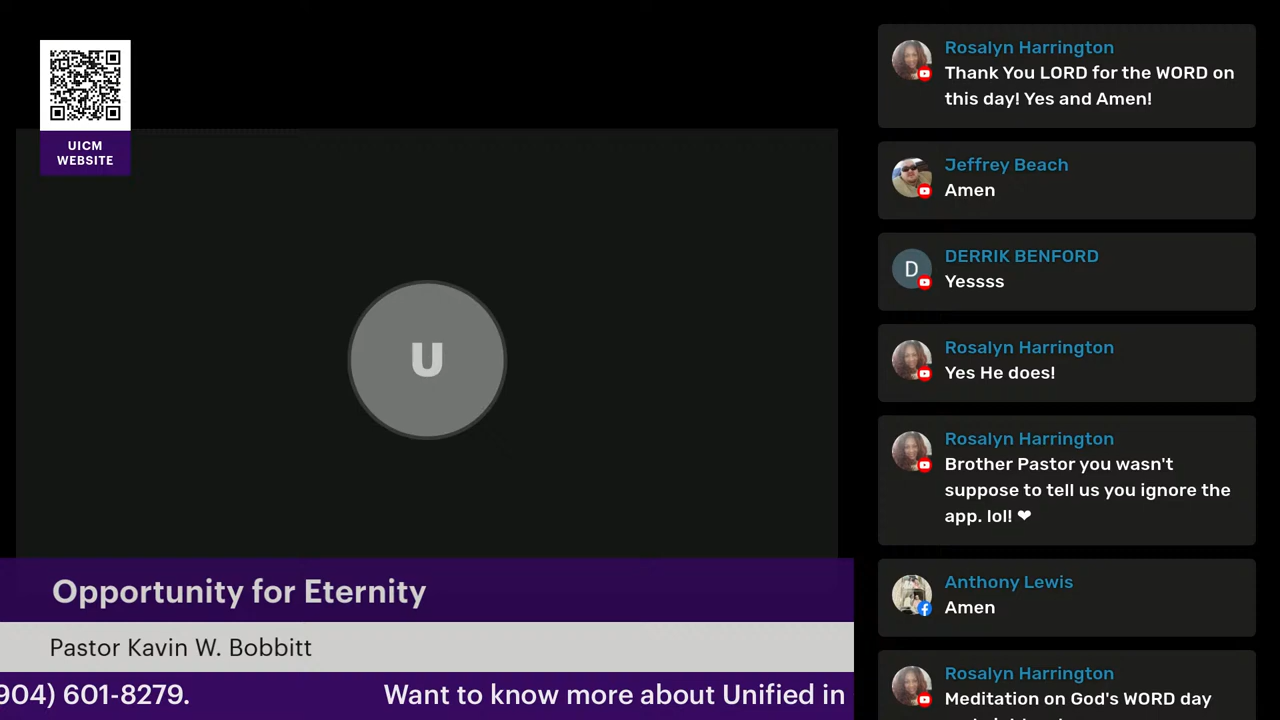 UICM
WEBSITE
U
Opportunity for Eternity
Pastor Kavin W. Bobbitt
904) 601-8279. Want to know more about Unified in
Rosalyn Harrington
Thank You LORD for the WORD on
this day! Yes and Amen!
Jeffrey Beach
Amen
D
DERRIK BENFORD
Yessss
Rosalyn Harrington
Yes He does!
Rosalyn Harrington
Brother Pastor you wasn't
suppose to tell us you ignore the
app. lol! ❤
Anthony Lewis
Amen
Rosalyn Harrington
Meditation on God's WORD day